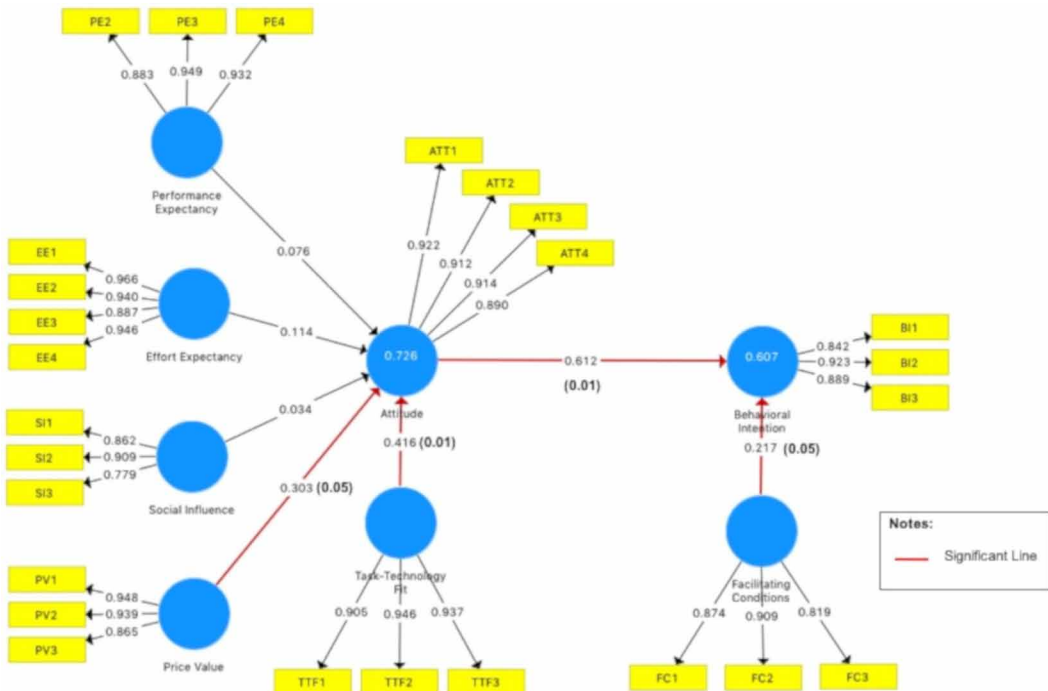 PE2 PE3 PE4
0.883 0.949 0.932
Performance
Expectancy
0.076
ATT1
ATT2
ATT3
ATT4
0.922
0.912
0.914
0.890
EE1
EE2
EE3
EE4
0.966
0.940
0.887
0.946
Effort Expectancy
0.114
0.726
Attitude
0.612
(0.01)
0.607
Behavioral
Intention
0.842
0.923
0.889
BI1
BI2
BI3
SI1
SI2
SI3
0.862
0.909
0.779
Social Influence
0.034
0.416 (0.01)
0.217 (0.05)
0.303 (0.05)
PV1
PV2
PV3
0.948
0.939
0.865
Price Value
Task-Technology
Fit
0.905 0.946 0.937
TTF1 TTF2 TTF3
Facilitating
Conditions
0.874 0.909 0.819
FC1 FC2 FC3
Notes:
Significant Line